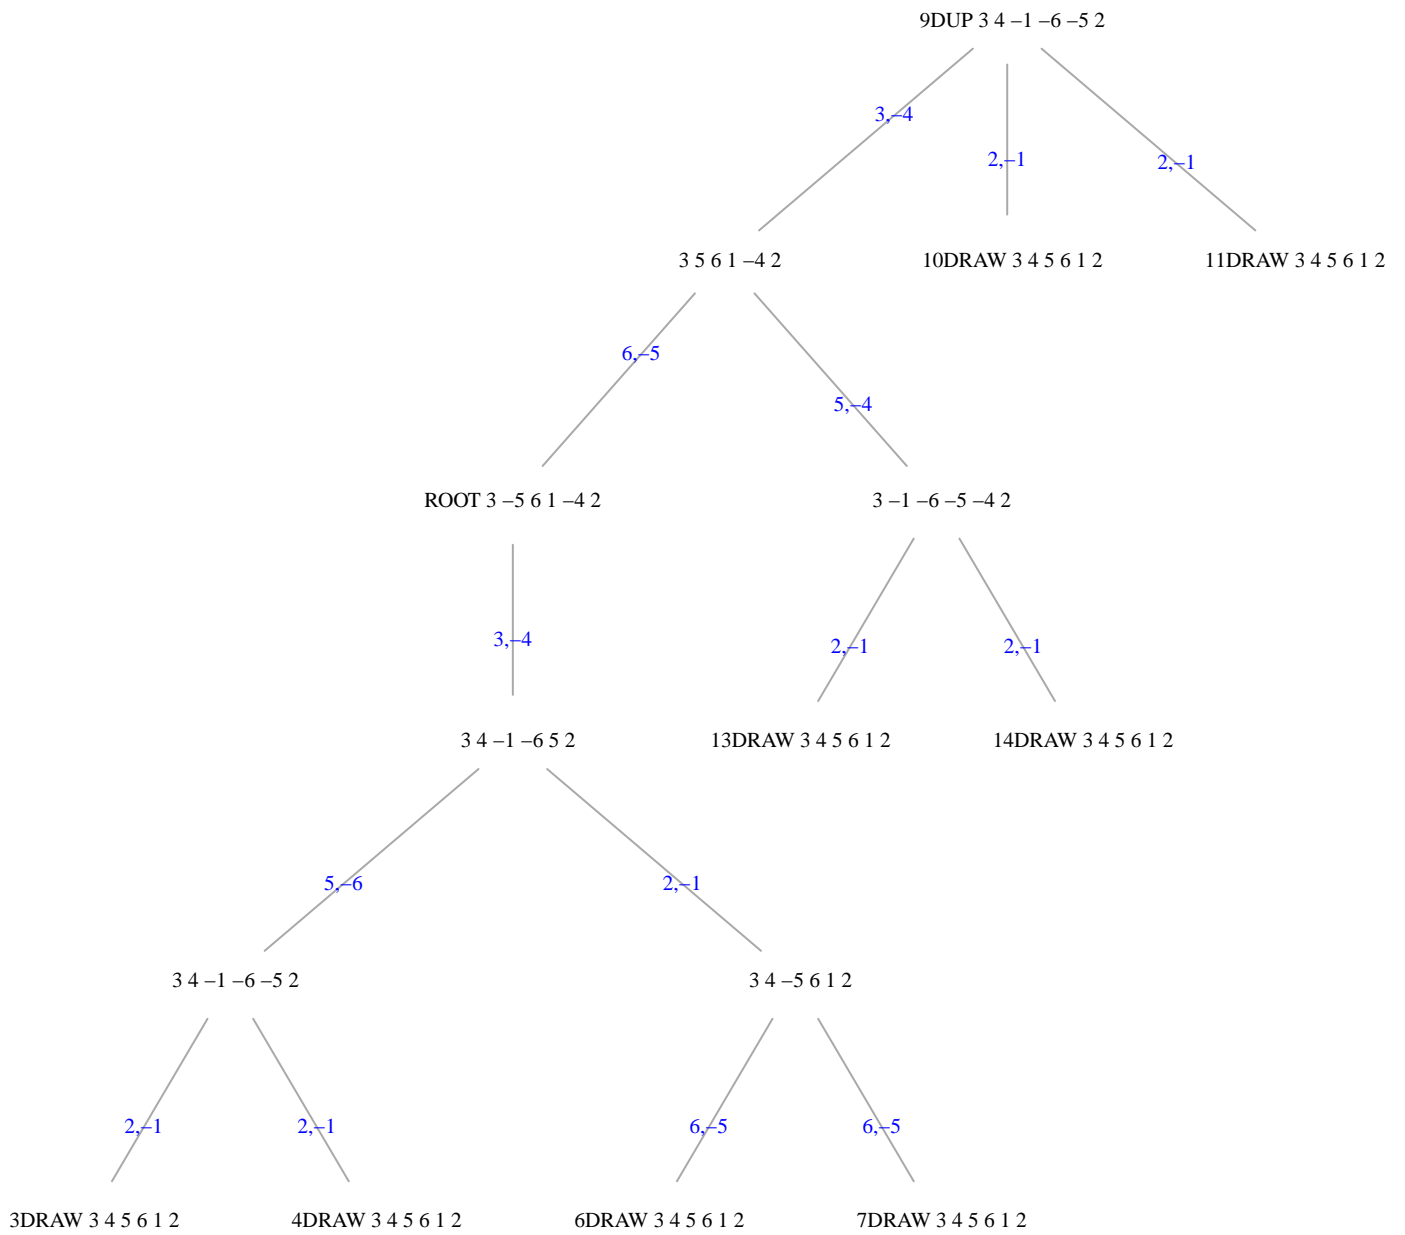 9DUP 3 4 –1 –6 –5 2
3,–4
2,–1
2,–1
3 5 6 1 –4 2
10DRAW 3 4 5 6 1 2
11DRAW 3 4 5 6 1 2
6,–5
5,–4
ROOT 3 –5 6 1 –4 2
3 –1 –6 –5 –4 2
3,–4
2,–1
2,–1
3 4 –1 –6 5 2
13DRAW 3 4 5 6 1 2
14DRAW 3 4 5 6 1 2
5,–6
2,–1
3 4 –1 –6 –5 2
3 4 –5 6 1 2
2,–1
2,–1
6,–5
6,–5
3DRAW 3 4 5 6 1 2
4DRAW 3 4 5 6 1 2
6DRAW 3 4 5 6 1 2
7DRAW 3 4 5 6 1 2